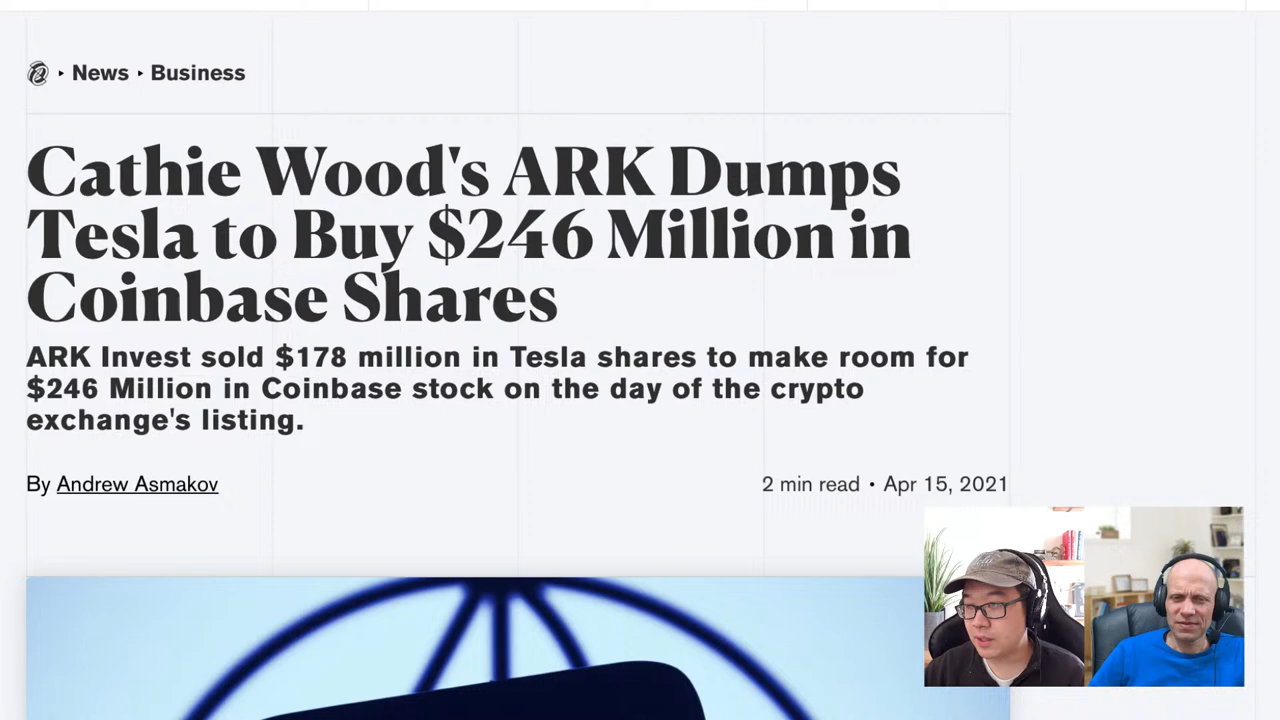 News ‣ Business
Cathie Wood's ARK Dumps
Tesla to Buy $246 Million in
Coinbase Shares
ARK Invest sold $178 million in Tesla shares to make room for
$246 Million in Coinbase stock on the day of the crypto
exchange's listing.
By Andrew Asmakov
2 min read • Apr 15, 2021